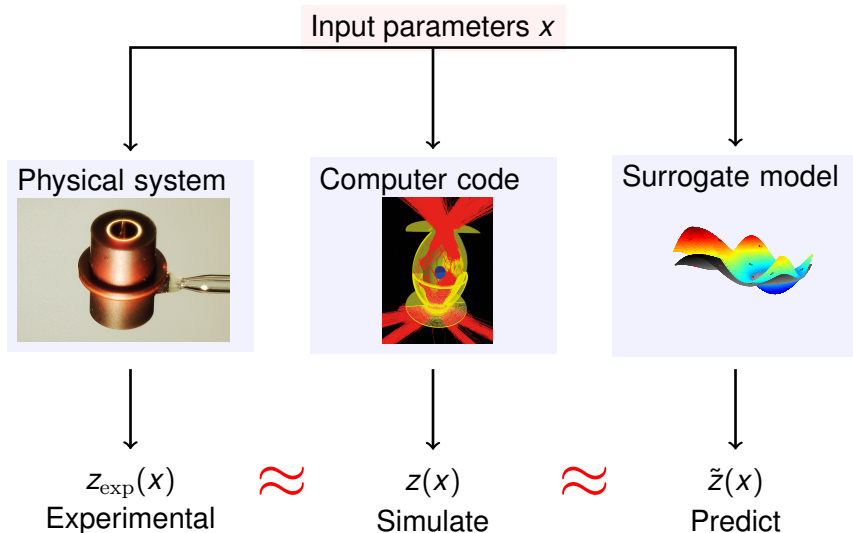 Input parameters x
Physical system
Computer code
Surrogate model
z_exp(x) ≈ z(x) ≈ z̃(x)
Experimental Simulate Predict